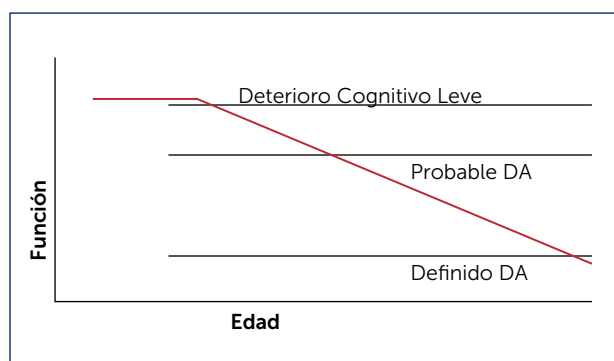 Deterioro Cognitivo Leve
Probable DA
Definido DA
Función
Edad